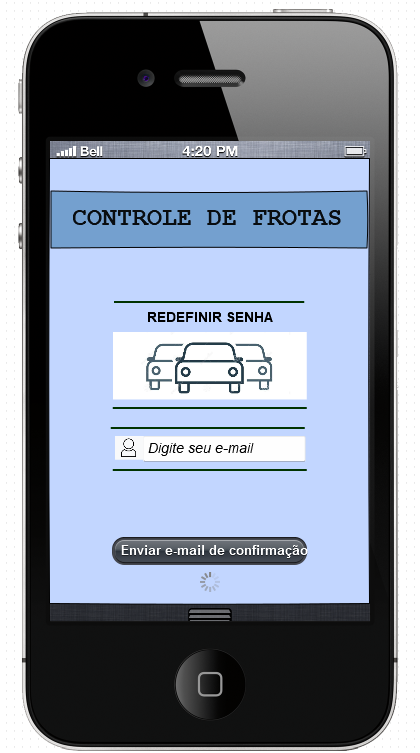 Bell 4:20 PM
CONTROLE DE FROTAS
REDEFINIR SENHA
Digite seu e-mail
Enviar e-mail de confirmação